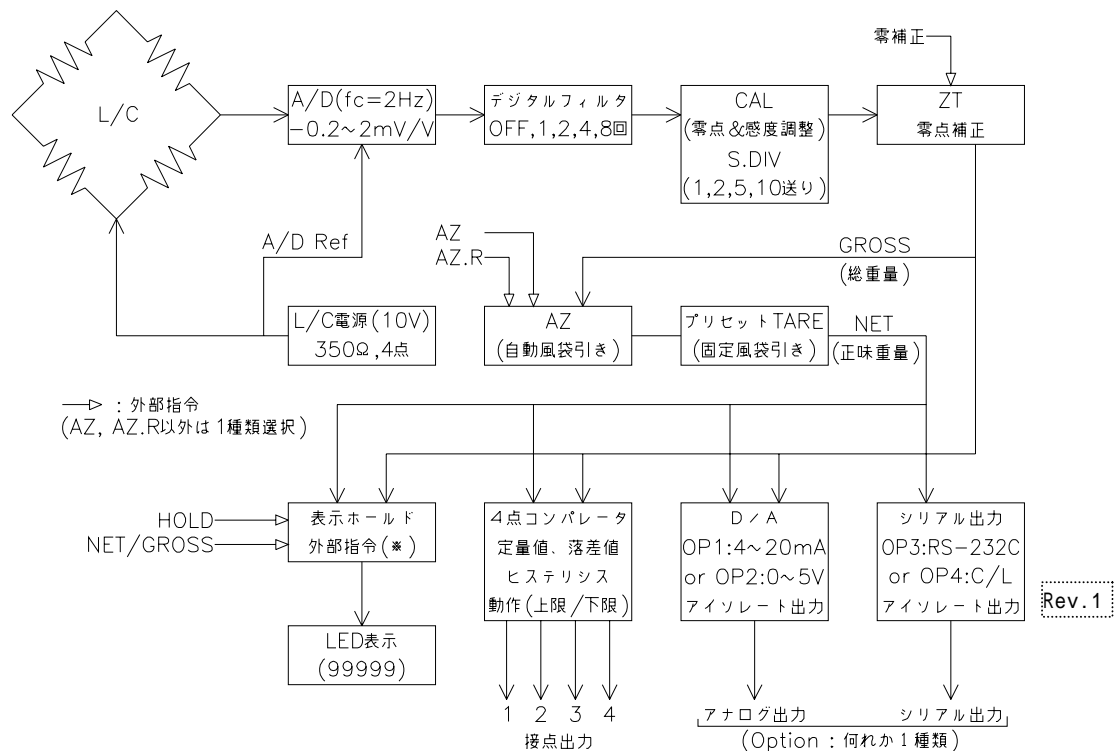 零補正
L/C
A/D(fc=2Hz)
-0.2~2mV/V
デジタルフィルタ
OFF,1,2,4,8回
CAL
(零点&感度調整)
S.DIV
(1,2,5,10送り)
ZT
零点補正
A/D Ref
AZ
AZ.R
GROSS
(総重量)
L/C電源(10V)
350Ω,4点
AZ
(自動風袋引き)
プリセットTARE
(固定風袋引き)
NET
(正味重量)
: 外部指令
(AZ, AZ.R以外は1種類選択)
HOLD
NET/GROSS
表示ホールド
外部指令(※)
4点コンパレータ
定量値、落差値
ヒステリシス
動作(上限/下限)
D/A
OP1:4~20mA
or OP2:0~5V
アイソレート出力
シリアル出力
OP3:RS-232C
or OP4:C/L
アイソレート出力
Rev.1
LED表示
(99999)
1 2 3 4
接点出力
アナログ出力
シリアル出力
(Option : 何れか1種類)